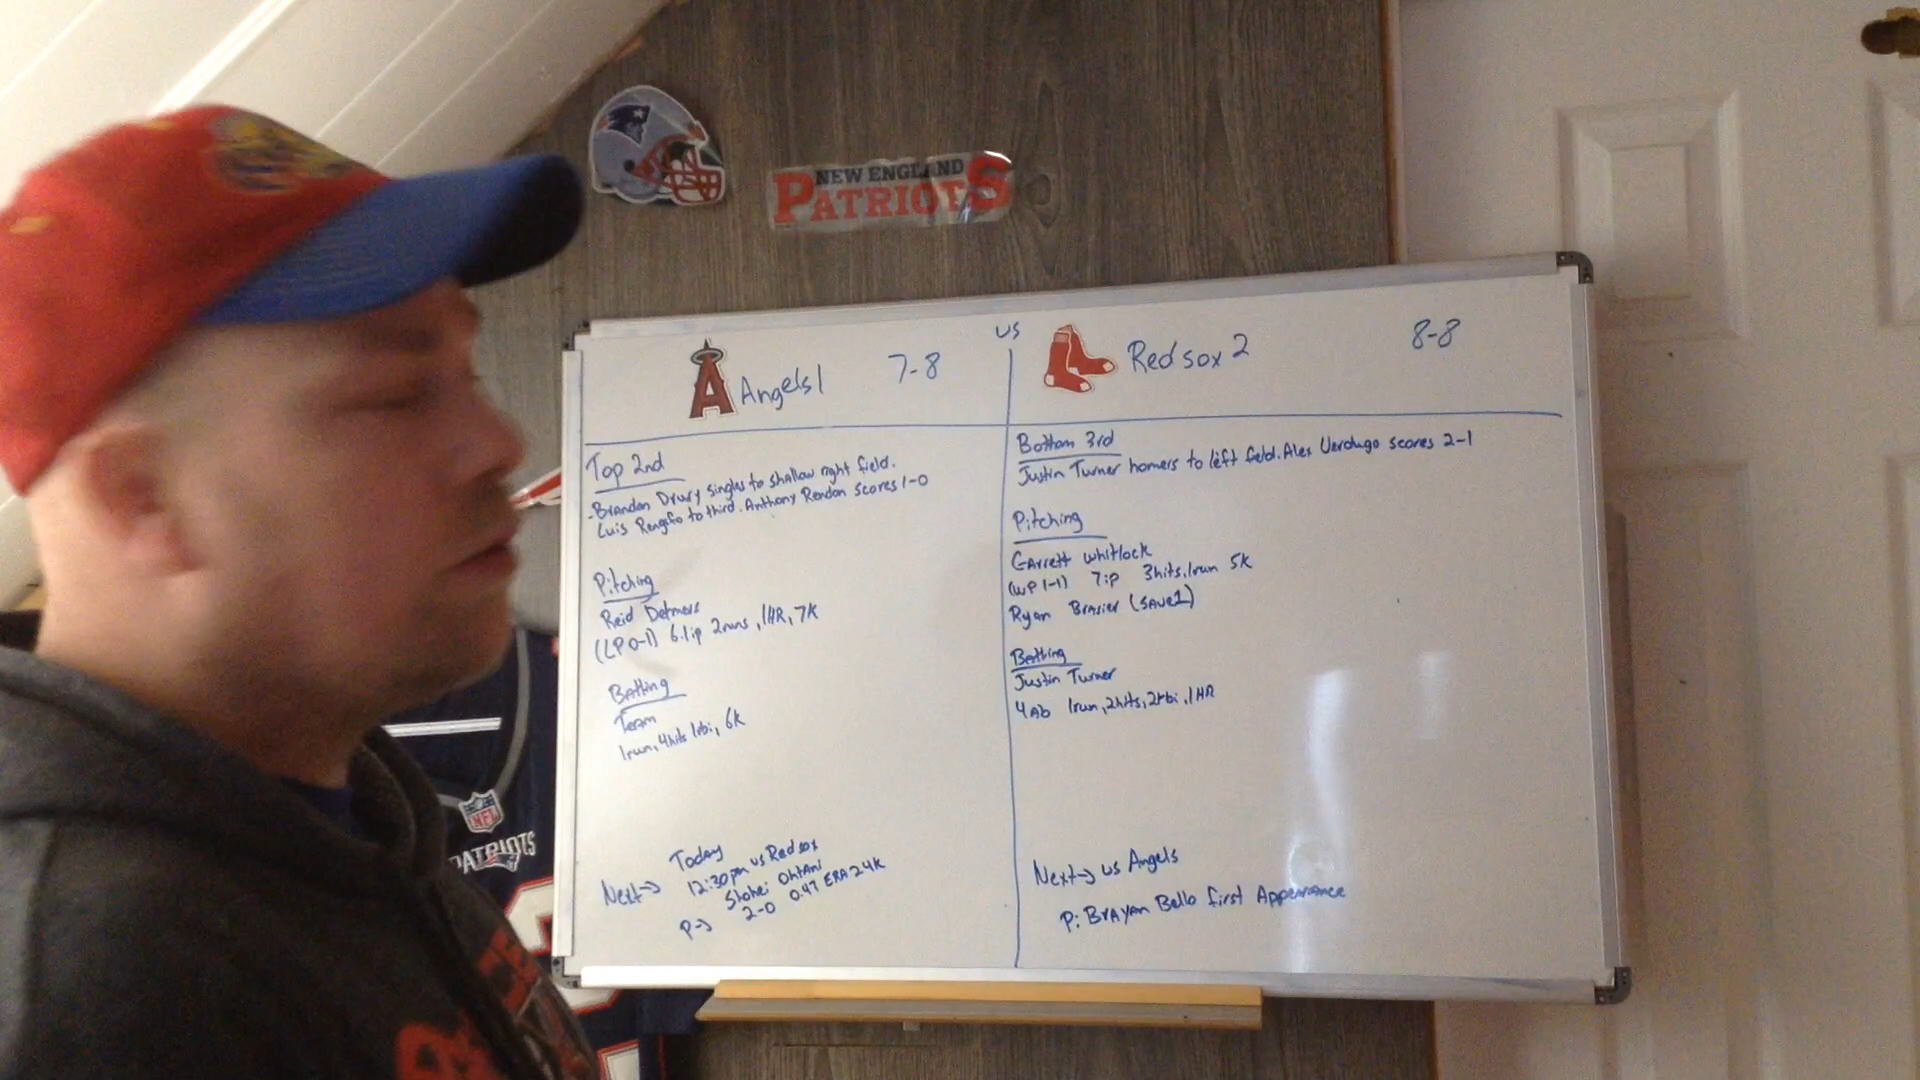 NEW ENGLAND
PATRIOTS
vs
A Angels 1 7-8
Red sox 2 8-8
Top 2nd
-Brandon Drury singles to shallow right field.
Luis Rengifo to third. Anthony Rendon scores 1-0
Pitching
Reid Detmers
(LP 0-1) 6.1ip 2runs, 1HR, 7K
Batting
Team
1run, 4hits 1rbi, 6K
Next→ Today
12:30pm vs Redsox
P→ Shohei Ohtani
2-0 0.47 ERA 24K
Bottom 3rd
Justin Turner homers to left field. Alex Verdugo scores 2-1
Pitching
Garrett Whitlock
(WP 1-1) 7ip 3hits, 1run 5K
Ryan Brasier (Save1)
Batting
Justin Turner
4Ab 1run, 2hits, 2rbi, 1HR
Next→ vs Angels
P: Brayan Bello first Appearance
NFL
PATRIOTS